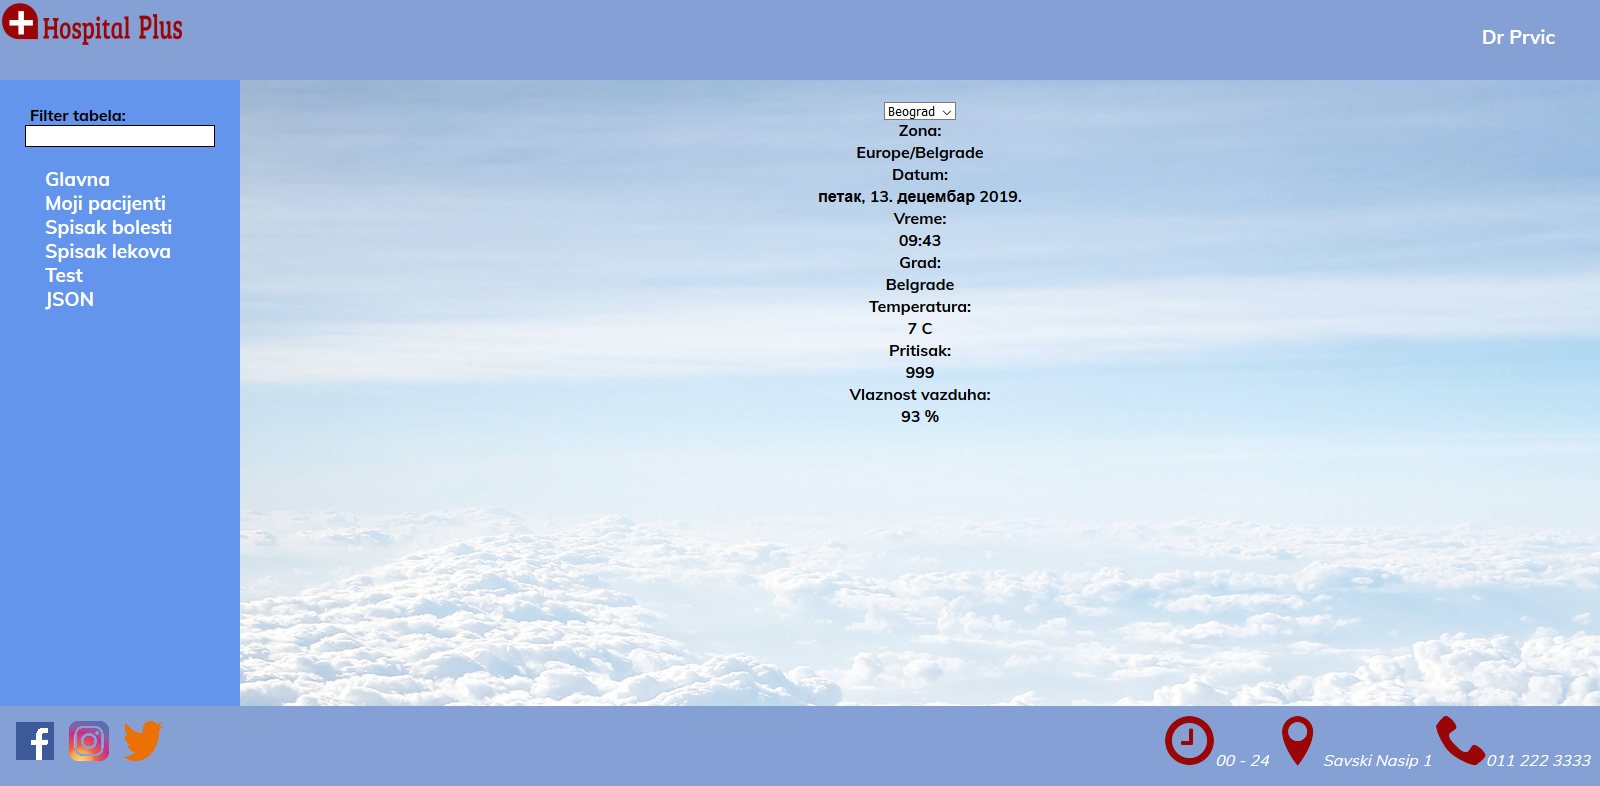 Hospital Plus
Dr Prvic
Filter tabela:
Glavna
Moji pacijenti
Spisak bolesti
Spisak lekova
Test
JSON
Beograd
Zona:
Europe/Belgrade
Datum:
петак, 13. децембар 2019.
Vreme:
09:43
Grad:
Belgrade
Temperatura:
7 C
Pritisak:
999
Vlaznost vazduha:
93 %
00 - 24
Savski Nasip 1
011 222 3333